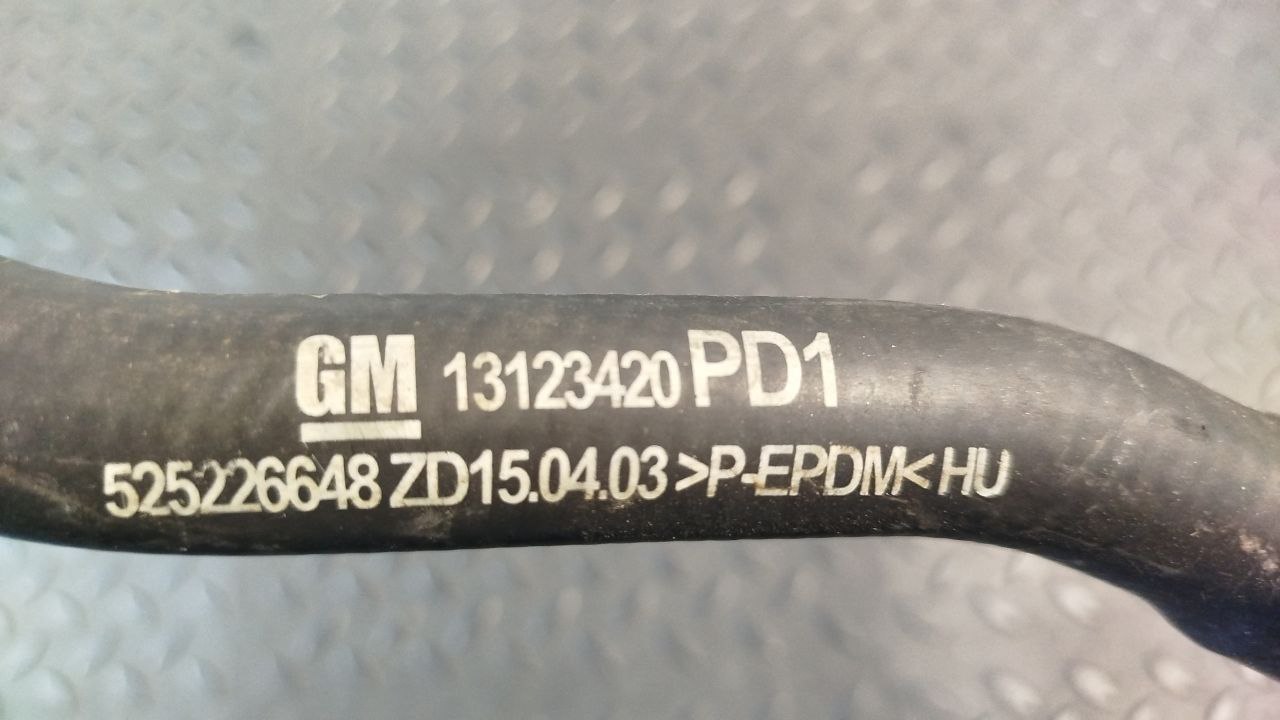 GM 13123420 PD1
525226648 ZD15.04.03 >P-EPDM< HU